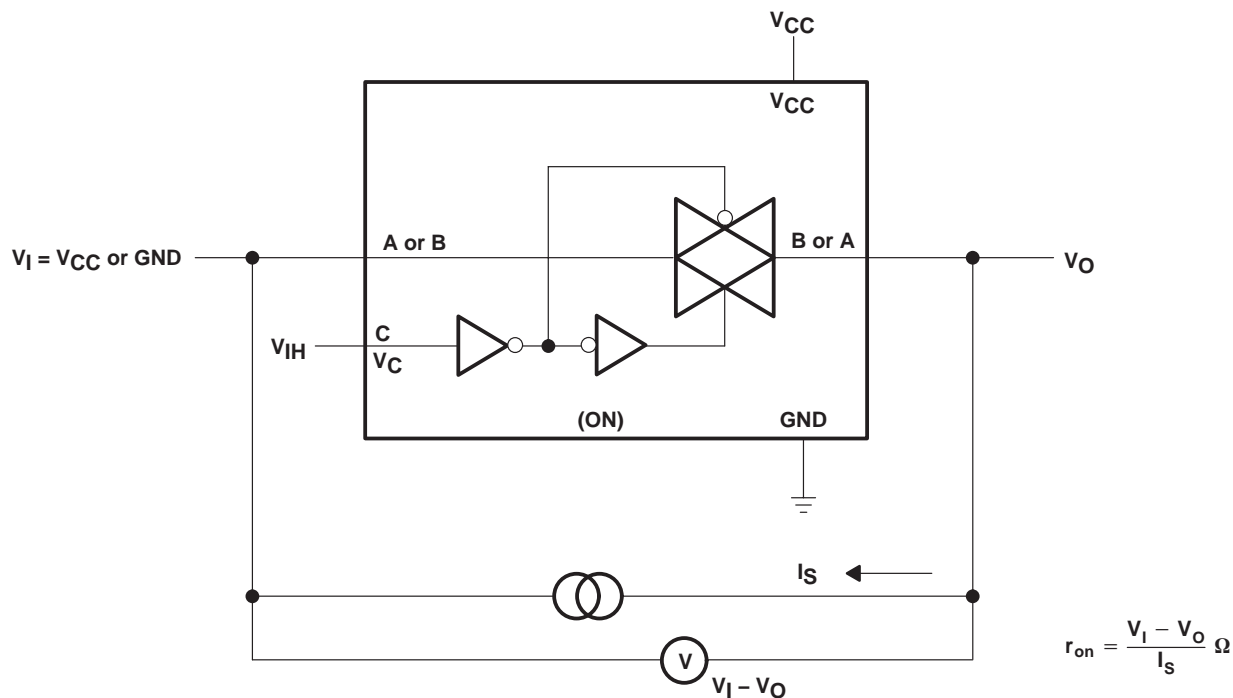 VCC
VCC
A or B
B or A
VI = VCC or GND
VO
C
VIH
VC
(ON)
GND
IS
V
VI – VO
ron = VI – VO / IS Ω